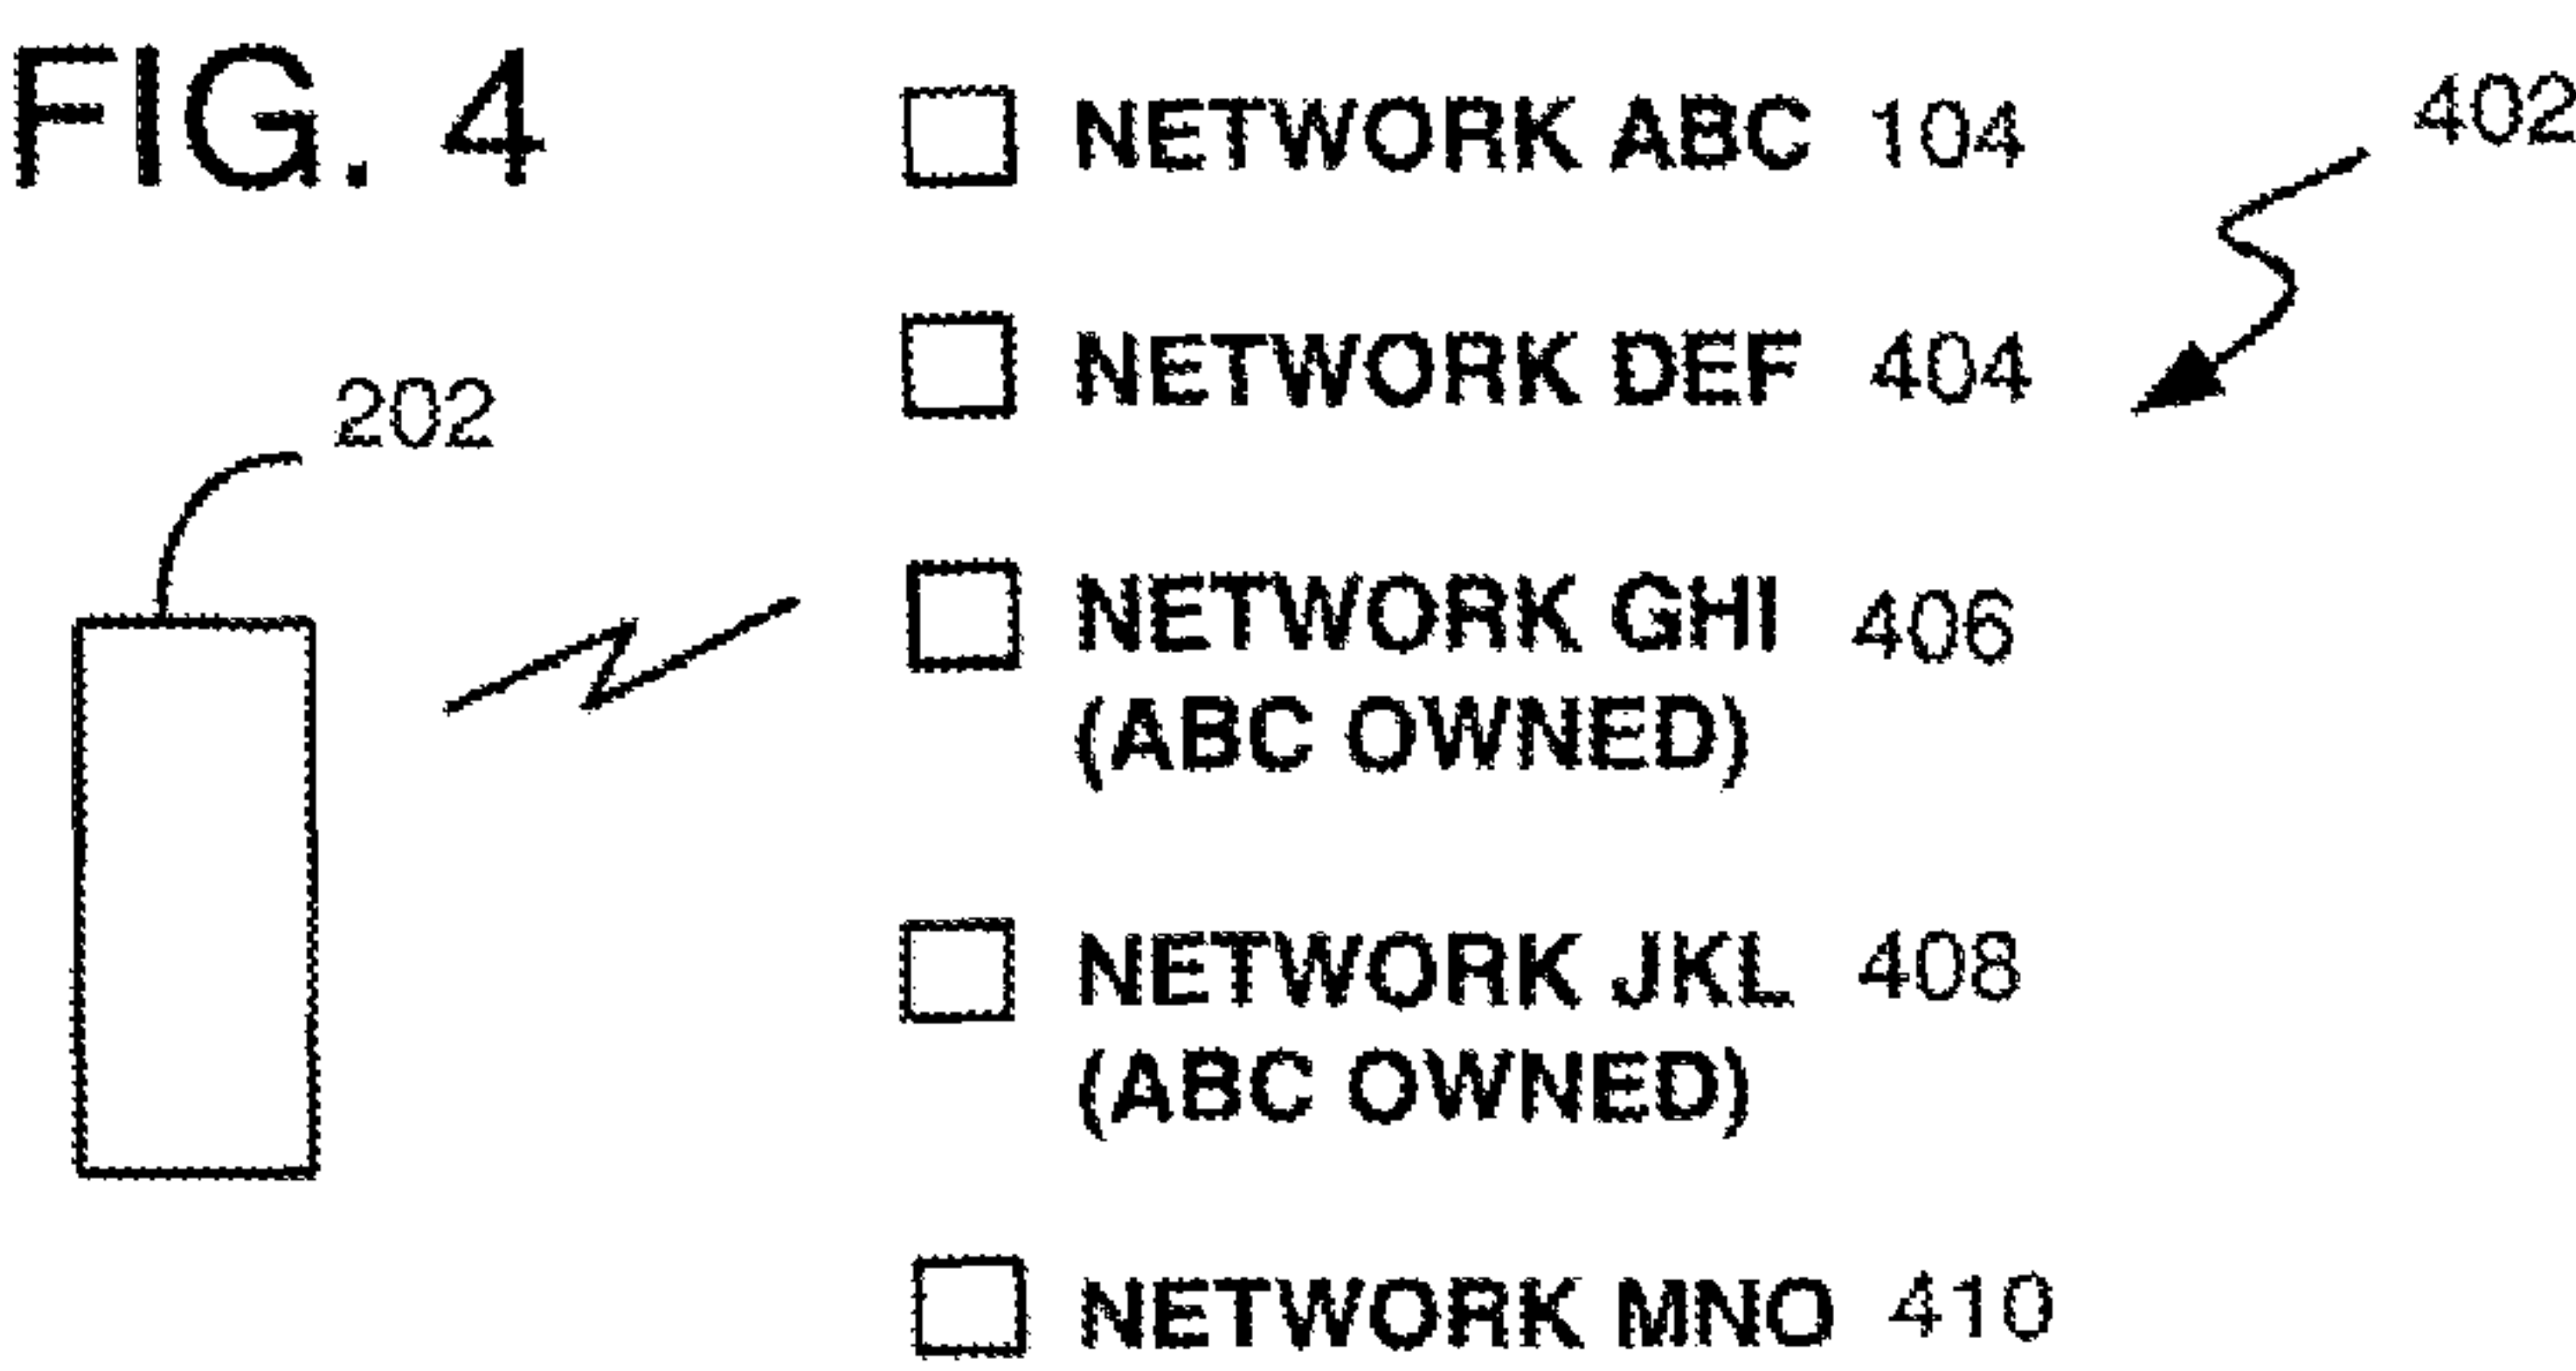 FIG. 4
NETWORK ABC 104
402
NETWORK DEF 404
202
NETWORK GHI 406
(ABC OWNED)
NETWORK JKL 408
(ABC OWNED)
NETWORK MNO 410